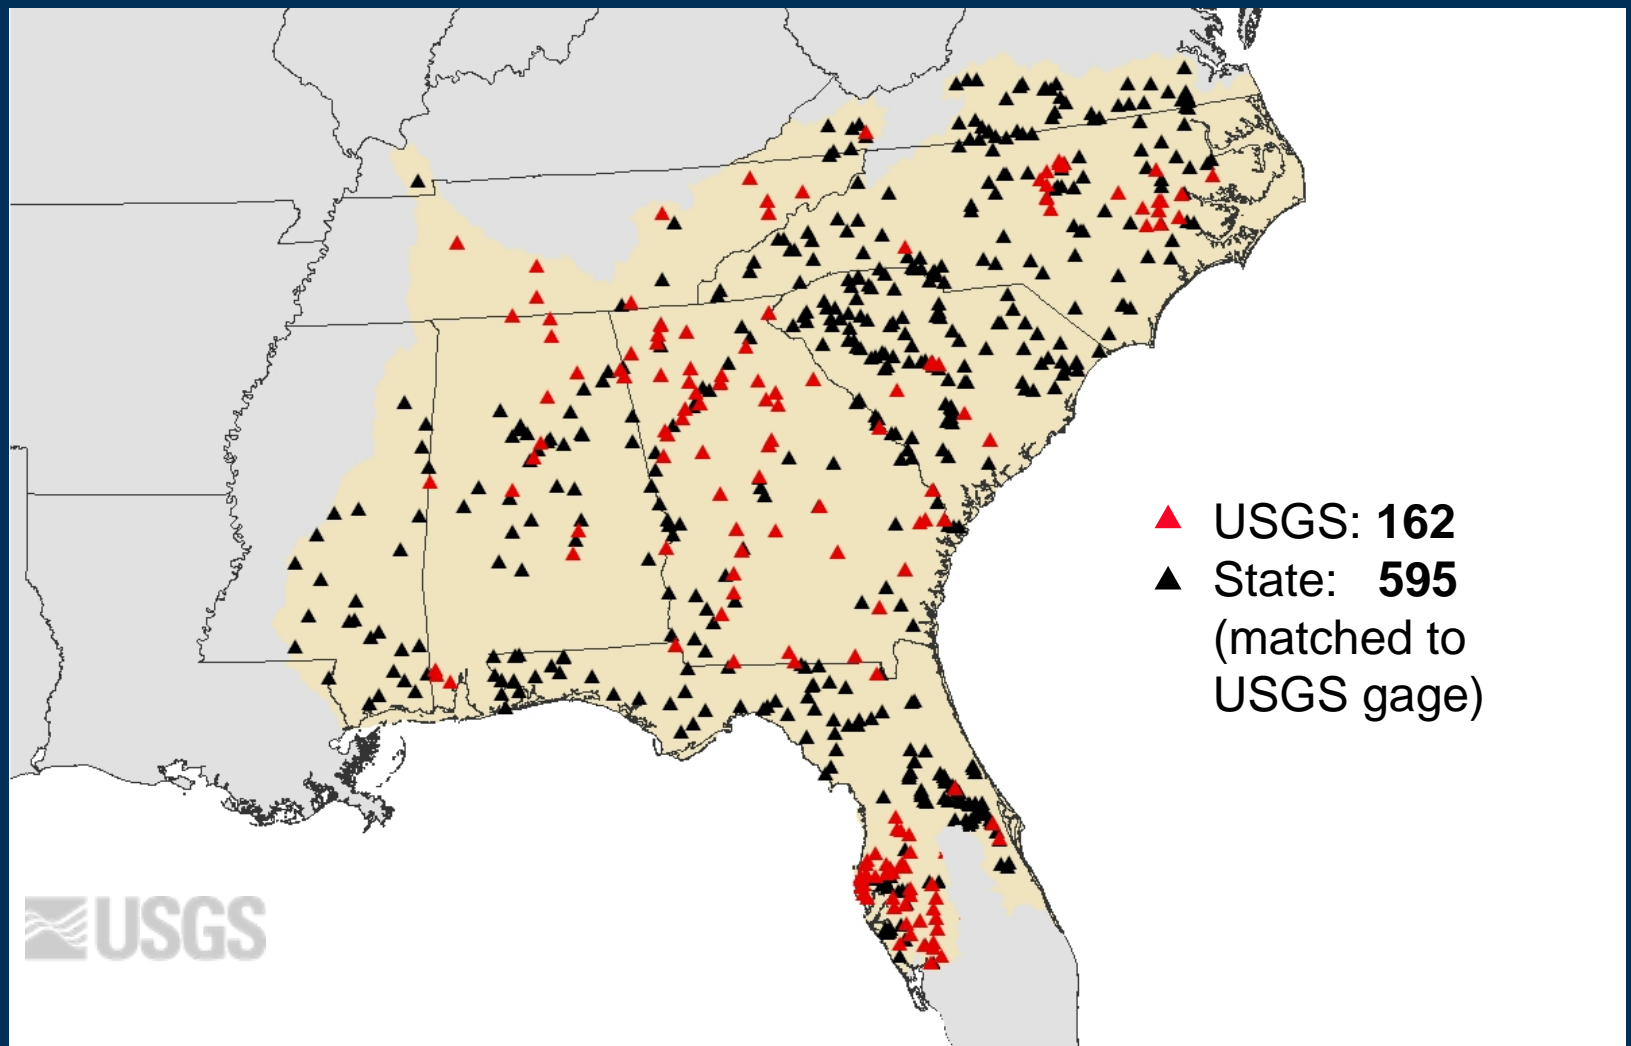 USGS: 162
State: 595
(matched to
USGS gage)
USGS